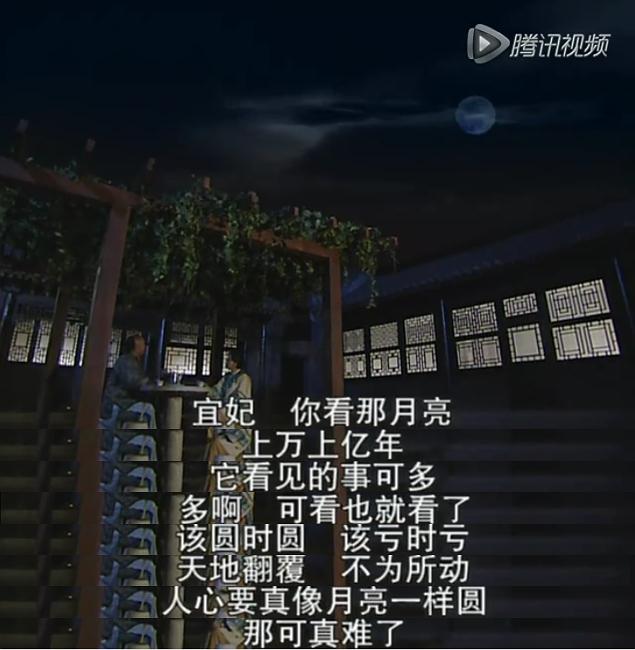 腾讯视频
宜妃 你看那月亮
上万上亿年
它看见的事可多
多啊 可看也就看了
该圆时圆 该亏时亏
天地翻覆 不为所动
人心要真像月亮一样圆
那可真难了